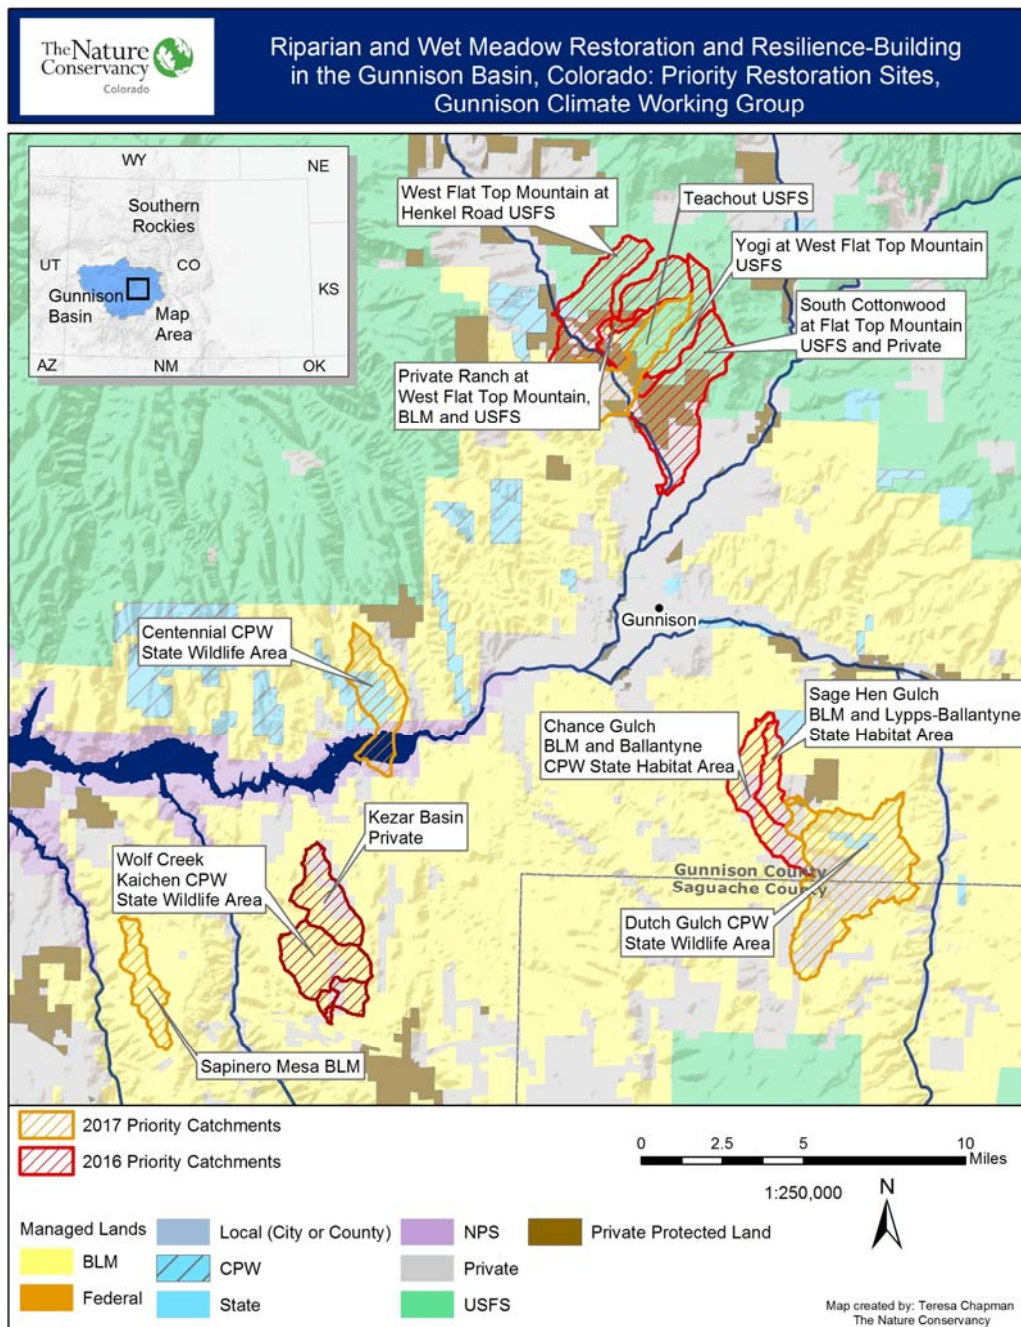 The Nature
Conservancy
Colorado
Riparian and Wet Meadow Restoration and Resilience-Building
in the Gunnison Basin, Colorado: Priority Restoration Sites,
Gunnison Climate Working Group
WY
NE
Southern
Rockies
UT
CO
KS
Gunnison
Basin
Map
Area
AZ
NM
OK
West Flat Top Mountain at
Henkel Road USFS
Teachout USFS
Yogi at West Flat Top Mountain
USFS
South Cottonwood
at Flat Top Mountain
USFS and Private
Private Ranch at
West Flat Top Mountain,
BLM and USFS
Gunnison
Centennial CPW
State Wildlife Area
Sage Hen Gulch
BLM and Lypps-Ballantyne
State Habitat Area
Chance Gulch
BLM and Ballantyne
CPW State Habitat Area
Kezar Basin
Private
Wolf Creek
Kaichen CPW
State Wildlife Area
Gunnison County
Saguache County
Dutch Gulch CPW
State Wildlife Area
Sapinero Mesa BLM
2017 Priority Catchments
2016 Priority Catchments
0 2.5 5 10
Miles
1:250,000
N
Managed Lands
BLM
Federal
Local (City or County)
CPW
State
NPS
Private
USFS
Private Protected Land
Map created by: Teresa Chapman
The Nature Conservancy